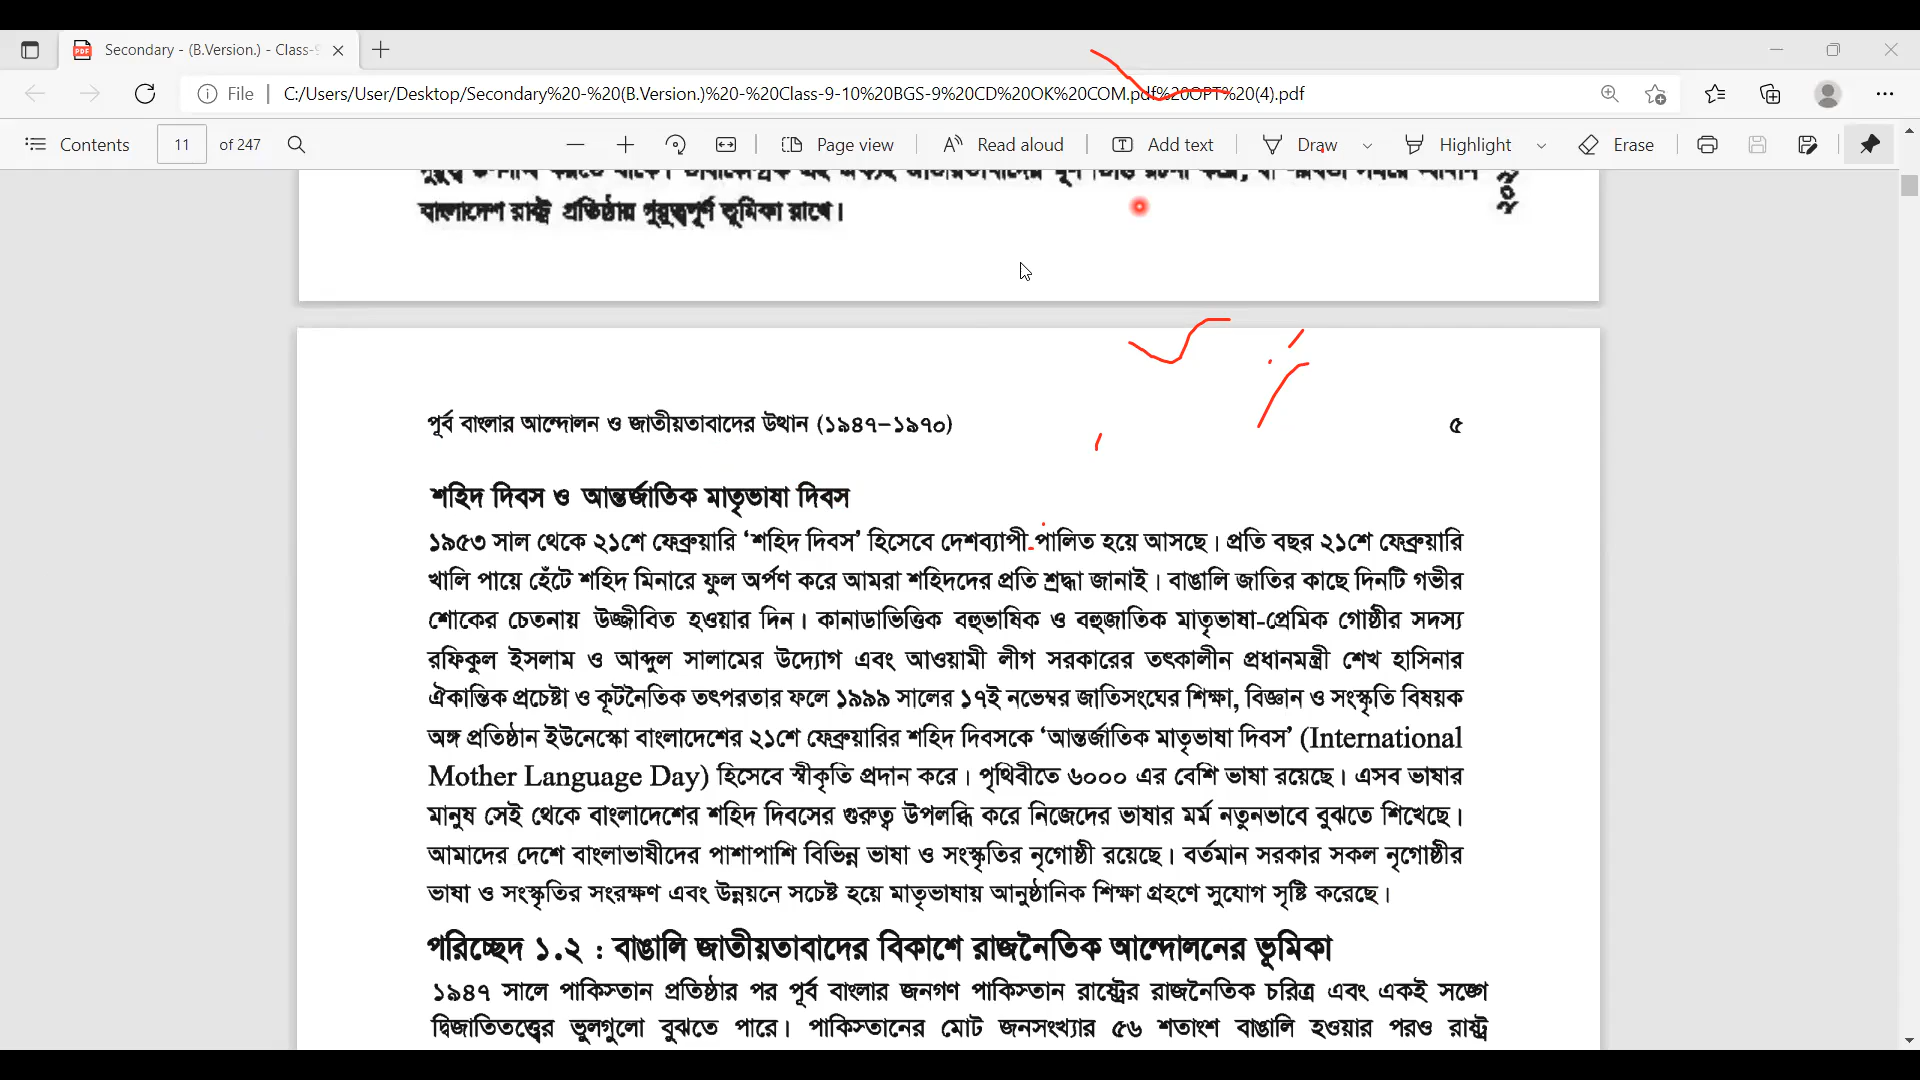 Secondary - (B.Version.) - Class-9
File
C:/Users/User/Desktop/Secondary%20-%20(B.Version.)%20-%20Class-9-10%20BGS-9%20CD%20OK%20COM.pdf%20OPT%20(4).pdf
Contents 11 of 247 Page view Read aloud Add text Draw Highlight Erase
বাংলাদেশ রাষ্ট্র প্রতিষ্ঠায় গুরুত্বপূর্ণ ভূমিকা রাখে।
পূর্ব বাংলার আন্দোলন ও জাতীয়তাবাদের উত্থান (১৯৪৭–১৯৭০) ৫
শহিদ দিবস ও আন্তর্জাতিক মাতৃভাষা দিবস
১৯৫৩ সাল থেকে ২১শে ফেব্রুয়ারি ‘শহিদ দিবস’ হিসেবে দেশব্যাপী পালিত হয়ে আসছে। প্রতি বছর ২১শে ফেব্রুয়ারি
খালি পায়ে হেঁটে শহিদ মিনারে ফুল অর্পণ করে আমরা শহিদদের প্রতি শ্রদ্ধা জানাই। বাঙালি জাতির কাছে দিনটি গভীর
শোকের চেতনায় উজ্জীবিত হওয়ার দিন। কানাডাভিত্তিক বহুভাষিক ও বহুজাতিক মাতৃভাষা-প্রেমিক গোষ্ঠীর সদস্য
রফিকুল ইসলাম ও আব্দুল সালামের উদ্যোগ এবং আওয়ামী লীগ সরকারের তৎকালীন প্রধানমন্ত্রী শেখ হাসিনার
ঐকান্তিক প্রচেষ্টা ও কূটনৈতিক তৎপরতার ফলে ১৯৯৯ সালের ১৭ই নভেম্বর জাতিসংঘের শিক্ষা, বিজ্ঞান ও সংস্কৃতি বিষয়ক
অঙ্গ প্রতিষ্ঠান ইউনেস্কো বাংলাদেশের ২১শে ফেব্রুয়ারির শহিদ দিবসকে ‘আন্তর্জাতিক মাতৃভাষা দিবস’ (International
Mother Language Day) হিসেবে স্বীকৃতি প্রদান করে। পৃথিবীতে ৬০০০ এর বেশি ভাষা রয়েছে। এসব ভাষার
মানুষ সেই থেকে বাংলাদেশের শহিদ দিবসের গুরুত্ব উপলব্ধি করে নিজেদের ভাষার মর্ম নতুনভাবে বুঝতে শিখেছে।
আমাদের দেশে বাংলাভাষীদের পাশাপাশি বিভিন্ন ভাষা ও সংস্কৃতির নৃগোষ্ঠী রয়েছে। বর্তমান সরকার সকল নৃগোষ্ঠীর
ভাষা ও সংস্কৃতির সংরক্ষণ এবং উন্নয়নে সচেষ্ট হয়ে মাতৃভাষায় আনুষ্ঠানিক শিক্ষা গ্রহণে সুযোগ সৃষ্টি করেছে।
পরিচ্ছেদ ১.২ : বাঙালি জাতীয়তাবাদের বিকাশে রাজনৈতিক আন্দোলনের ভূমিকা
১৯৪৭ সালে পাকিস্তান প্রতিষ্ঠার পর পূর্ব বাংলার জনগণ পাকিস্তান রাষ্ট্রের রাজনৈতিক চরিত্র এবং একই সঙ্গে
দ্বিজাতিতত্ত্বের ভুলগুলো বুঝতে পারে। পাকিস্তানের মোট জনসংখ্যার ৫৬ শতাংশ বাঙালি হওয়ার পরও রাষ্ট্র